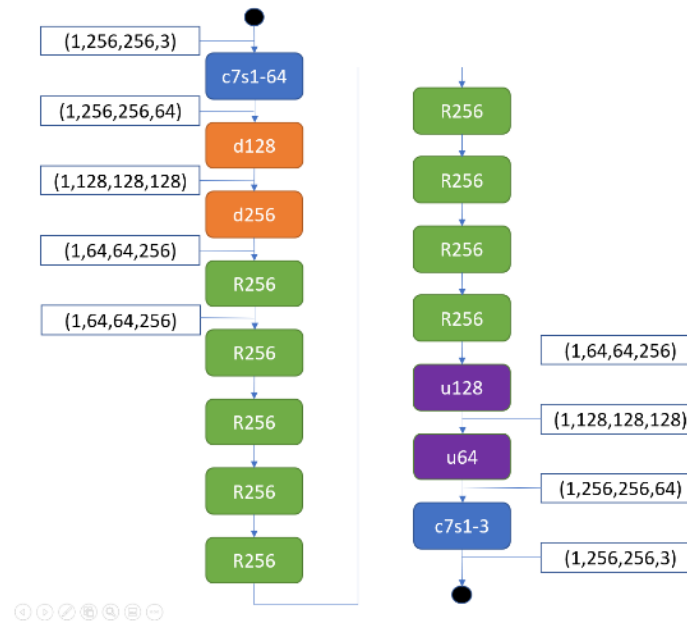 (1,256,256,3)
c7s1-64
(1,256,256,64)
d128
(1,128,128,128)
d256
(1,64,64,256)
R256
(1,64,64,256)
R256
R256
R256
R256
R256
R256
R256
R256
(1,64,64,256)
u128
(1,128,128,128)
u64
(1,256,256,64)
c7s1-3
(1,256,256,3)